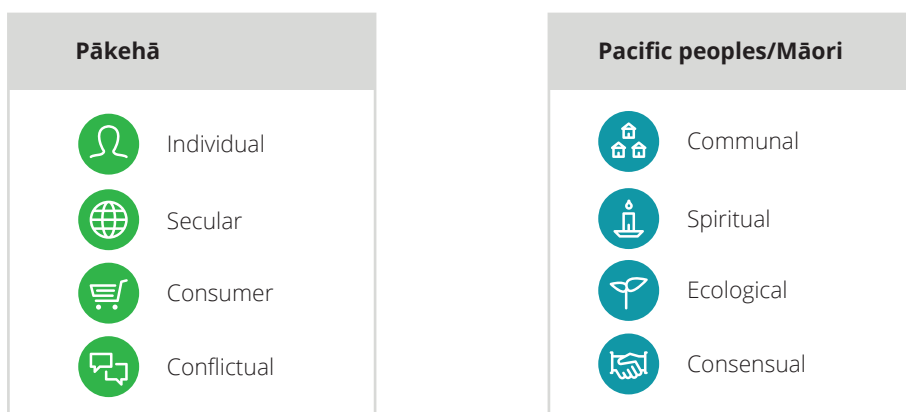 Pākehā
Individual
Secular
Consumer
Conflictual
Pacific peoples/Māori
Communal
Spiritual
Ecological
Consensual